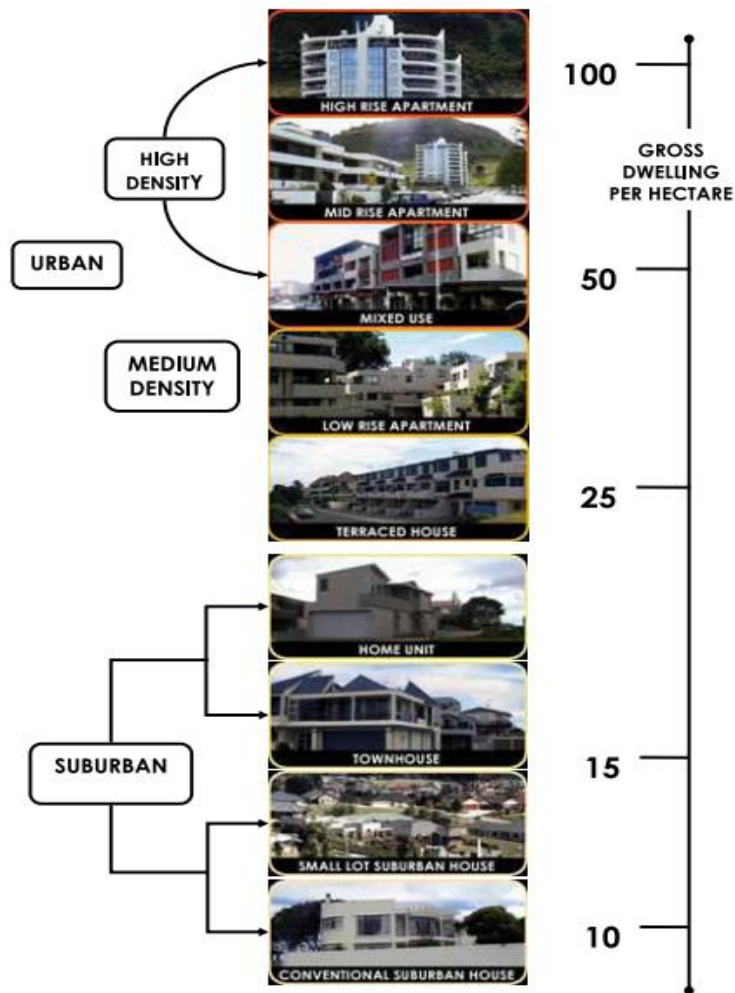 HIGH RISE APARTMENT
100
HIGH
DENSITY
GROSS
DWELLING
PER HECTARE
MID RISE APARTMENT
URBAN
50
MIXED USE
MEDIUM
DENSITY
LOW RISE APARTMENT
25
TERRACED HOUSE
HOME UNIT
TOWNHOUSE
SUBURBAN
15
SMALL LOT SUBURBAN HOUSE
10
CONVENTIONAL SUBURBAN HOUSE